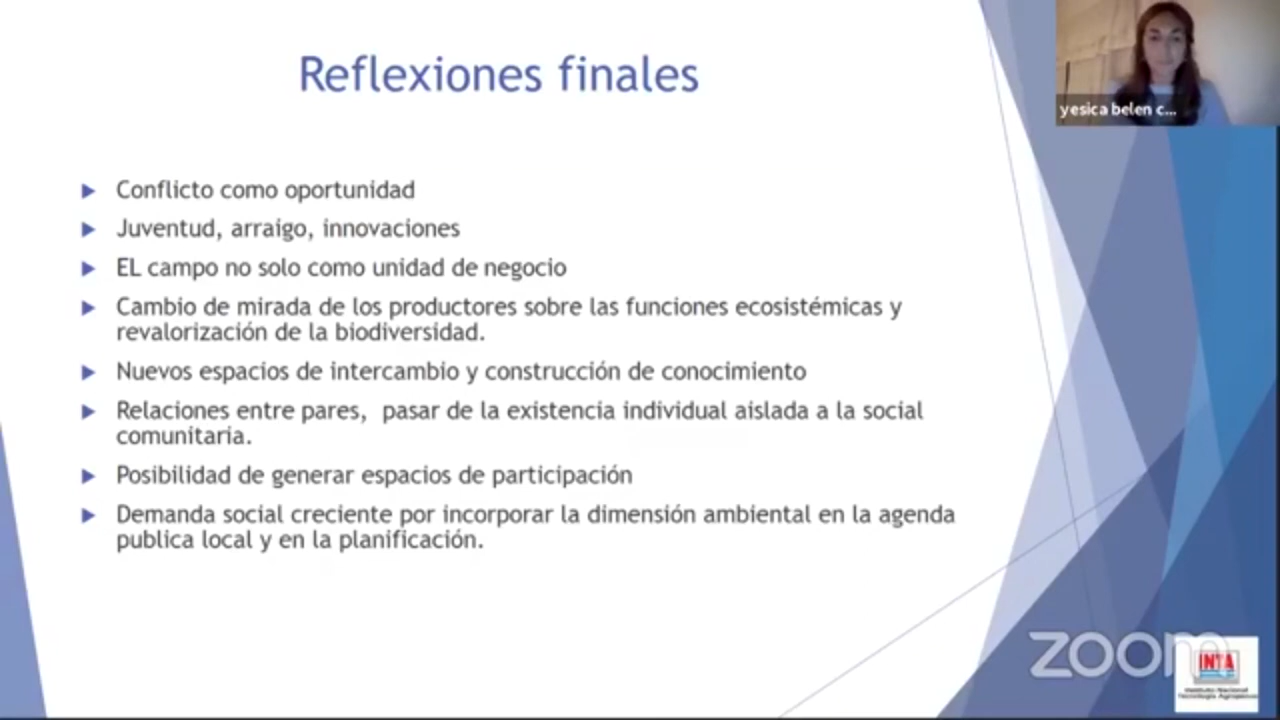 Reflexiones finales
yesica belen c...
Conflicto como oportunidad
Juventud, arraigo, innovaciones
EL campo no solo como unidad de negocio
Cambio de mirada de los productores sobre las funciones ecosistémicas y
revalorización de la biodiversidad.
Nuevos espacios de intercambio y construcción de conocimiento
Relaciones entre pares,  pasar de la existencia individual aislada a la social
comunitaria.
Posibilidad de generar espacios de participación
Demanda social creciente por incorporar la dimensión ambiental en la agenda
publica local y en la planificación.
zoom
INTA
Instituto Nacional